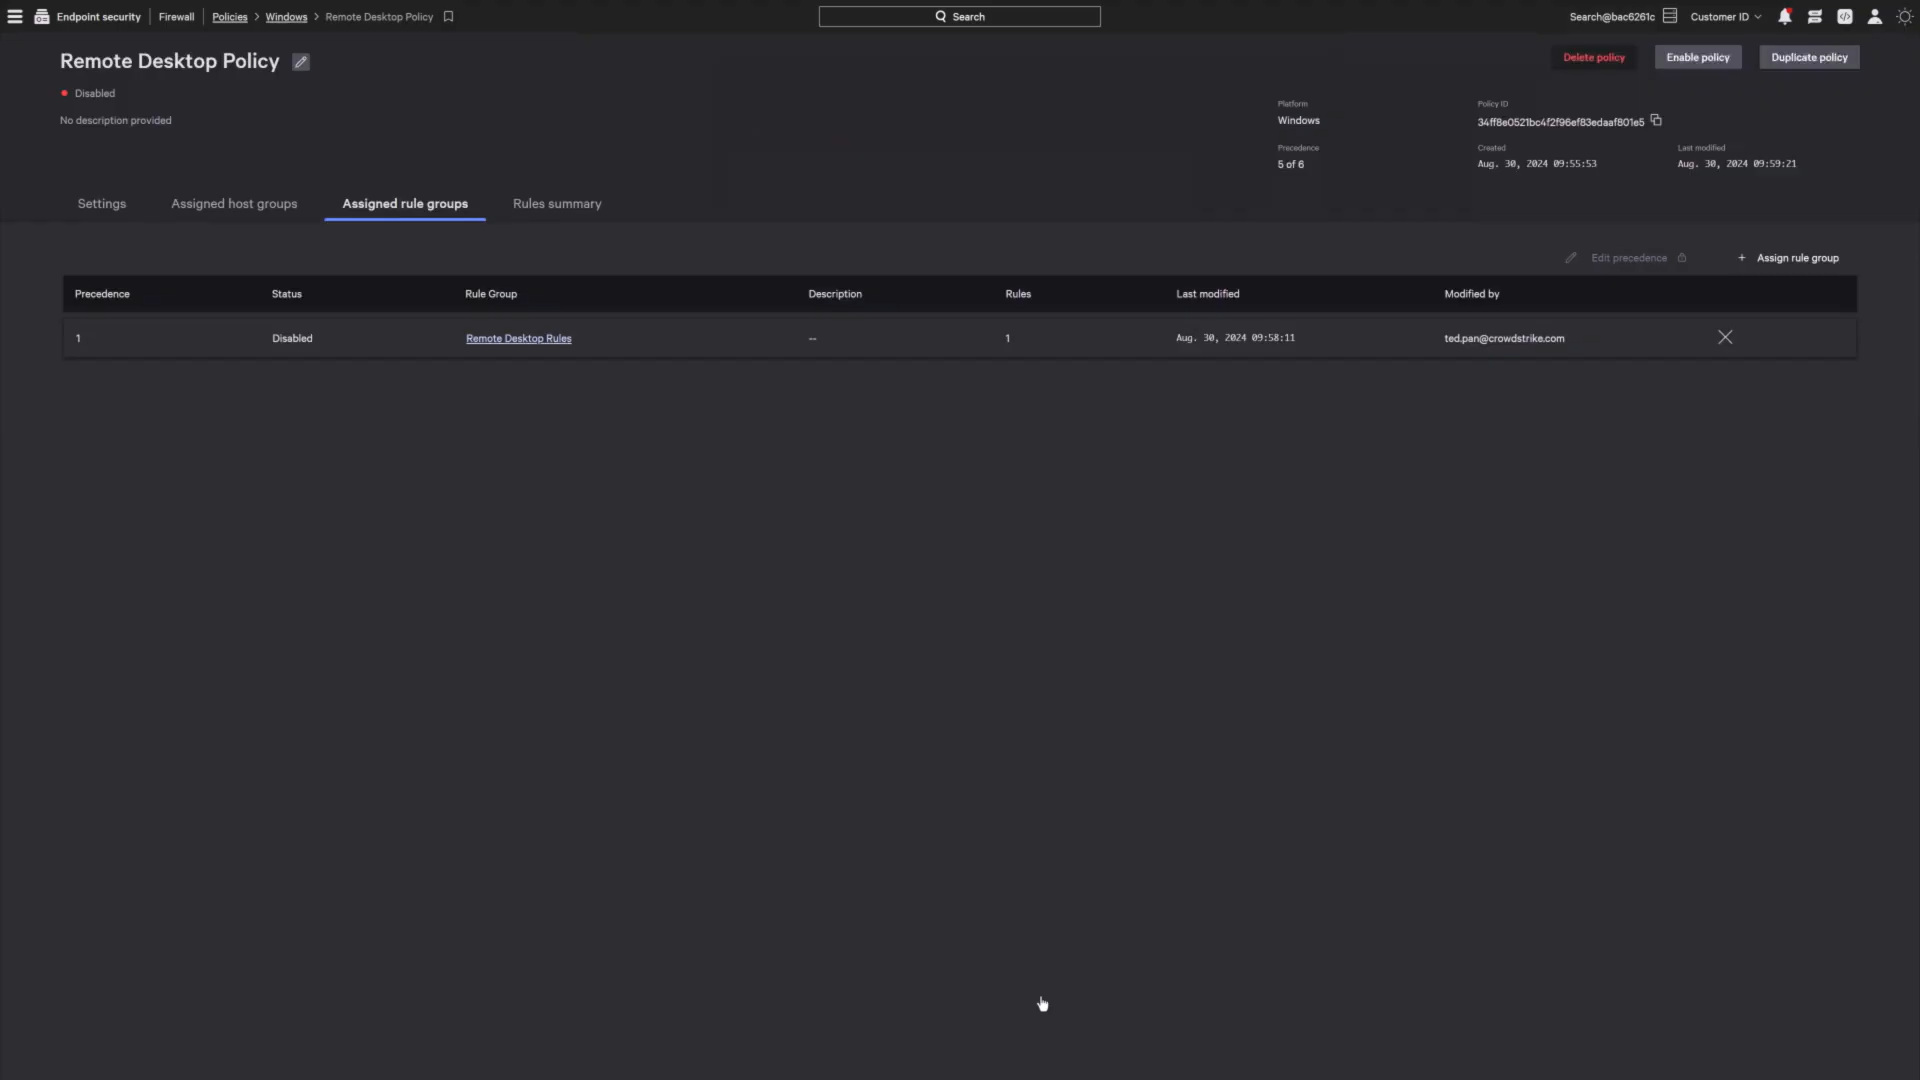 Endpoint security | Firewall | Policies > Windows > Remote Desktop Policy
Search
Search@bac6261c
Customer ID
Remote Desktop Policy
Delete policy
Enable policy
Duplicate policy
Disabled
No description provided
Platform
Windows
Policy ID
34ff8e0521bc4f2f96ef83edaaf801e5
Precedence
5 of 6
Created
Aug. 30, 2024 09:55:53
Last modified
Aug. 30, 2024 09:59:21
Settings
Assigned host groups
Assigned rule groups
Rules summary
Edit precedence
+ Assign rule group
Precedence Status Rule Group Description Rules Last modified Modified by
1 Disabled Remote Desktop Rules -- 1 Aug. 30, 2024 09:58:11 ted.pan@crowdstrike.com